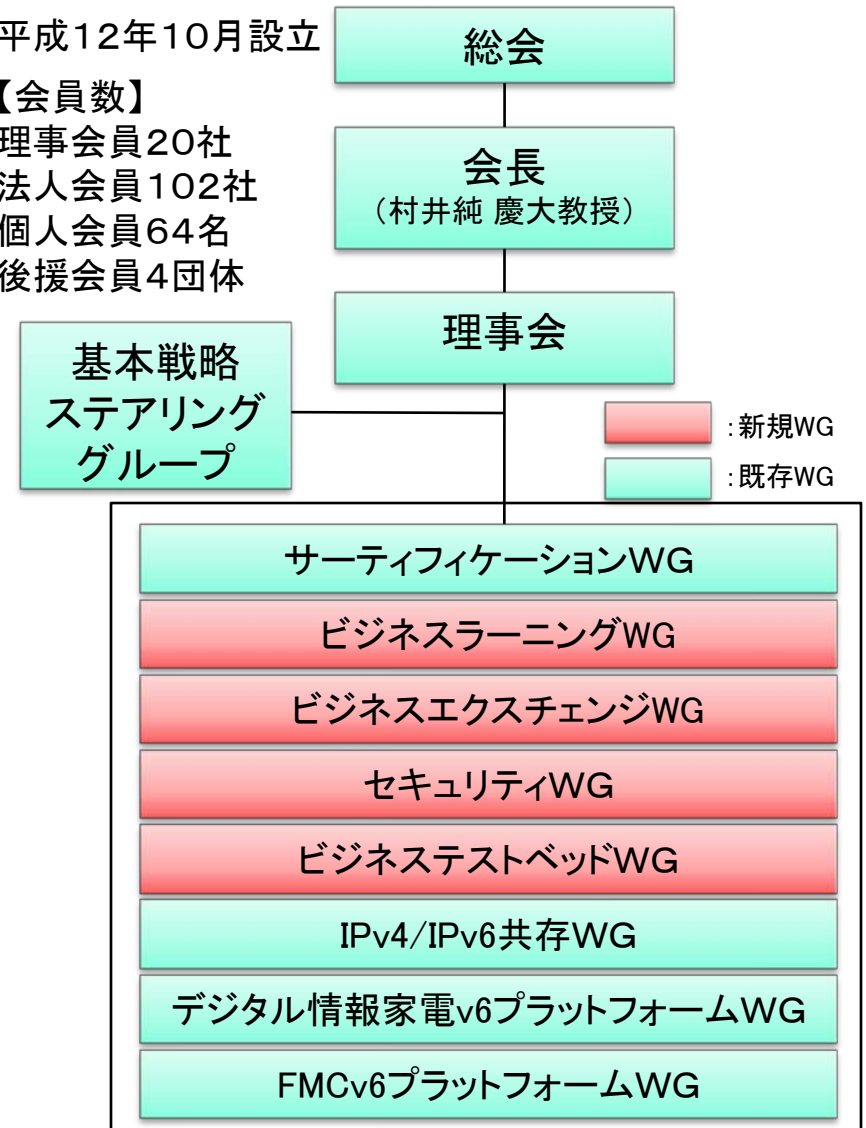 平成１２年１０月設立
【会員数】
理事会員２０社
法人会員１０２社
個人会員６４名
後援会員４団体
総会
会長
（村井純 慶大教授）
理事会
基本戦略
ステアリング
グループ
：新規WG
：既存WG
サーティフィケーションＷＧ
ビジネスラーニングWG
ビジネスエクスチェンジWG
セキュリティＷＧ
ビジネステストベッドＷＧ
IPv4/IPv6共存ＷＧ
デジタル情報家電v6プラットフォームＷＧ
FMCv6プラットフォームＷＧ